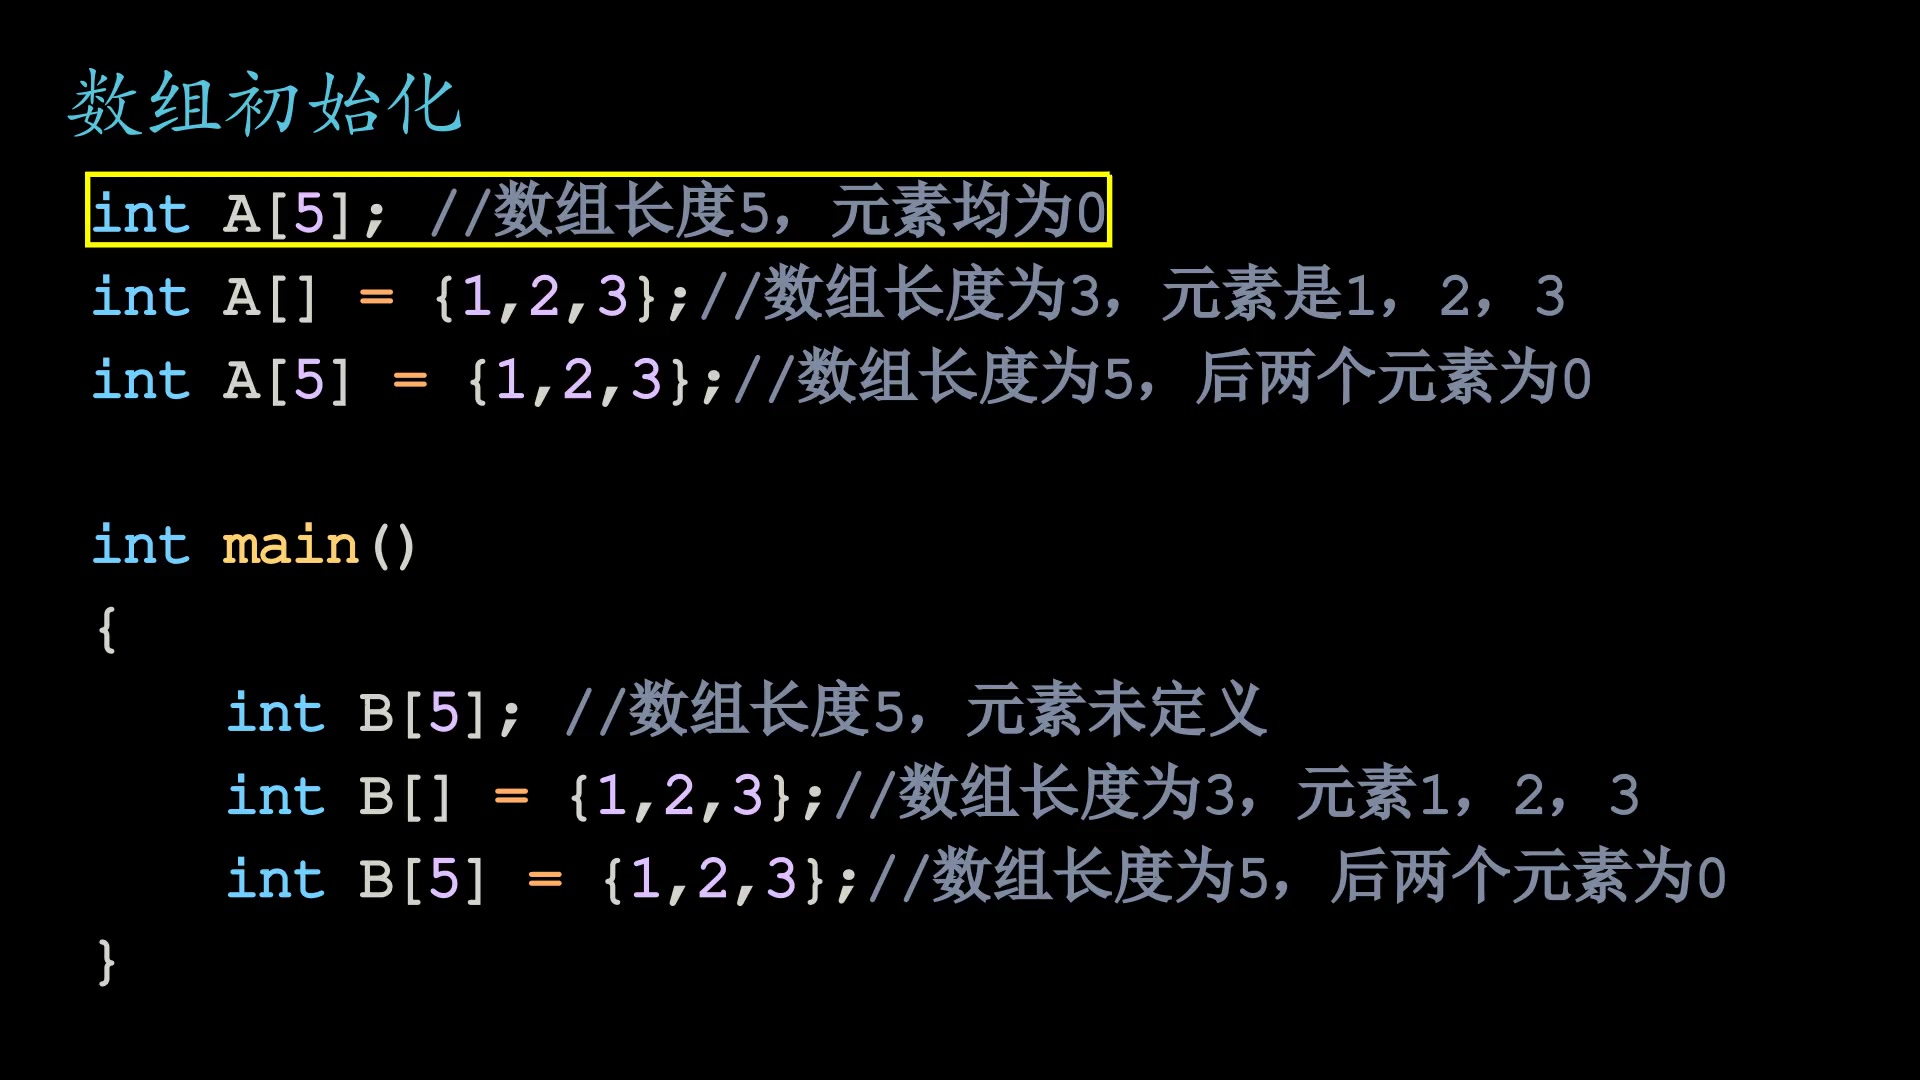 数组初始化
int A[5]; //数组长度5，元素均为0
int A[] = {1,2,3};//数组长度为3，元素是1，2，3
int A[5] = {1,2,3};//数组长度为5，后两个元素为0
int main()
{
    int B[5]; //数组长度5，元素未定义
    int B[] = {1,2,3};//数组长度为3，元素1，2，3
    int B[5] = {1,2,3};//数组长度为5，后两个元素为0
}